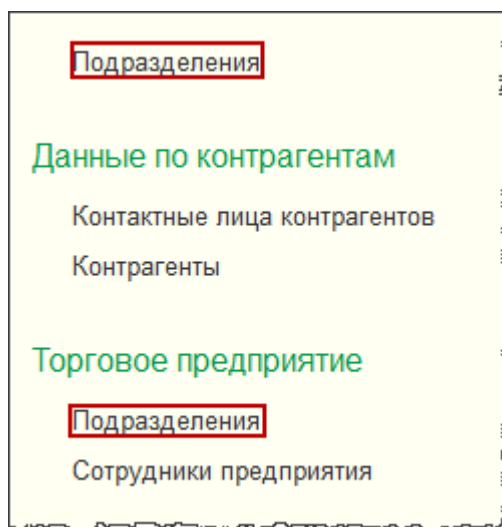 Подразделения
Данные по контрагентам
Контактные лица контрагентов
Контрагенты
Торговое предприятие
Подразделения
Сотрудники предприятия